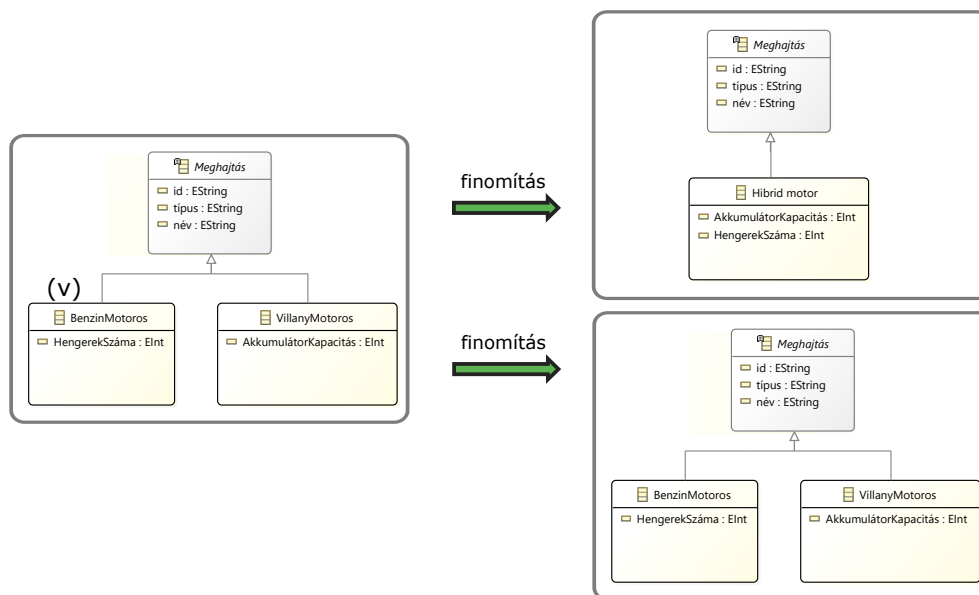 Meghajtás
id : EString
típus : EString
név : EString
(v)
BenzinMotoros
HengerekSzáma : EInt
VillanyMotoros
AkkumulátorKapacitás : EInt
finomítás
Meghajtás
id : EString
típus : EString
név : EString
Hibrid motor
AkkumulátorKapacitás : EInt
HengerekSzáma : EInt
finomítás
Meghajtás
id : EString
típus : EString
név : EString
BenzinMotoros
HengerekSzáma : EInt
VillanyMotoros
AkkumulátorKapacitás : EInt